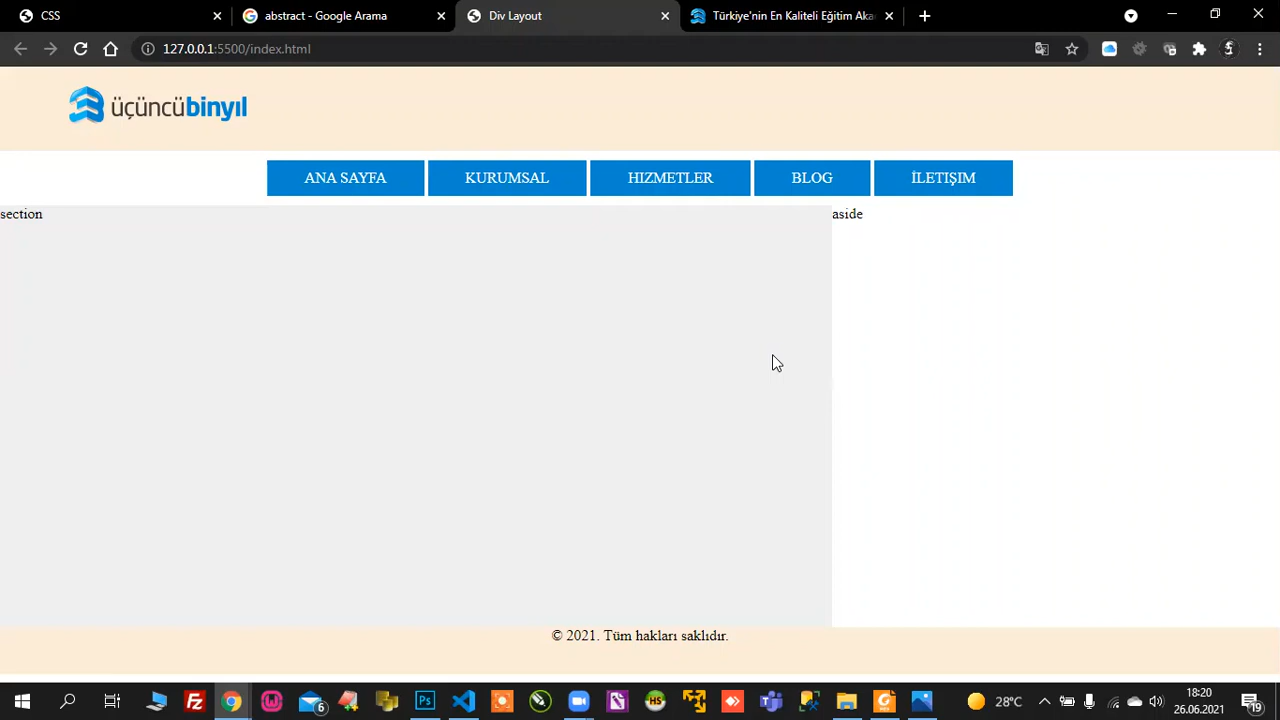 CSS
abstract - Google Arama
Div Layout
Türkiye'nin En Kaliteli Eğitim Aka
127.0.0.1:5500/index.html
üçüncübinyıl
ANA SAYFA
KURUMSAL
HIZMETLER
BLOG
İLETIŞIM
section
aside
© 2021. Tüm hakları saklıdır.
6
28°C
18:20
26.06.2021
19